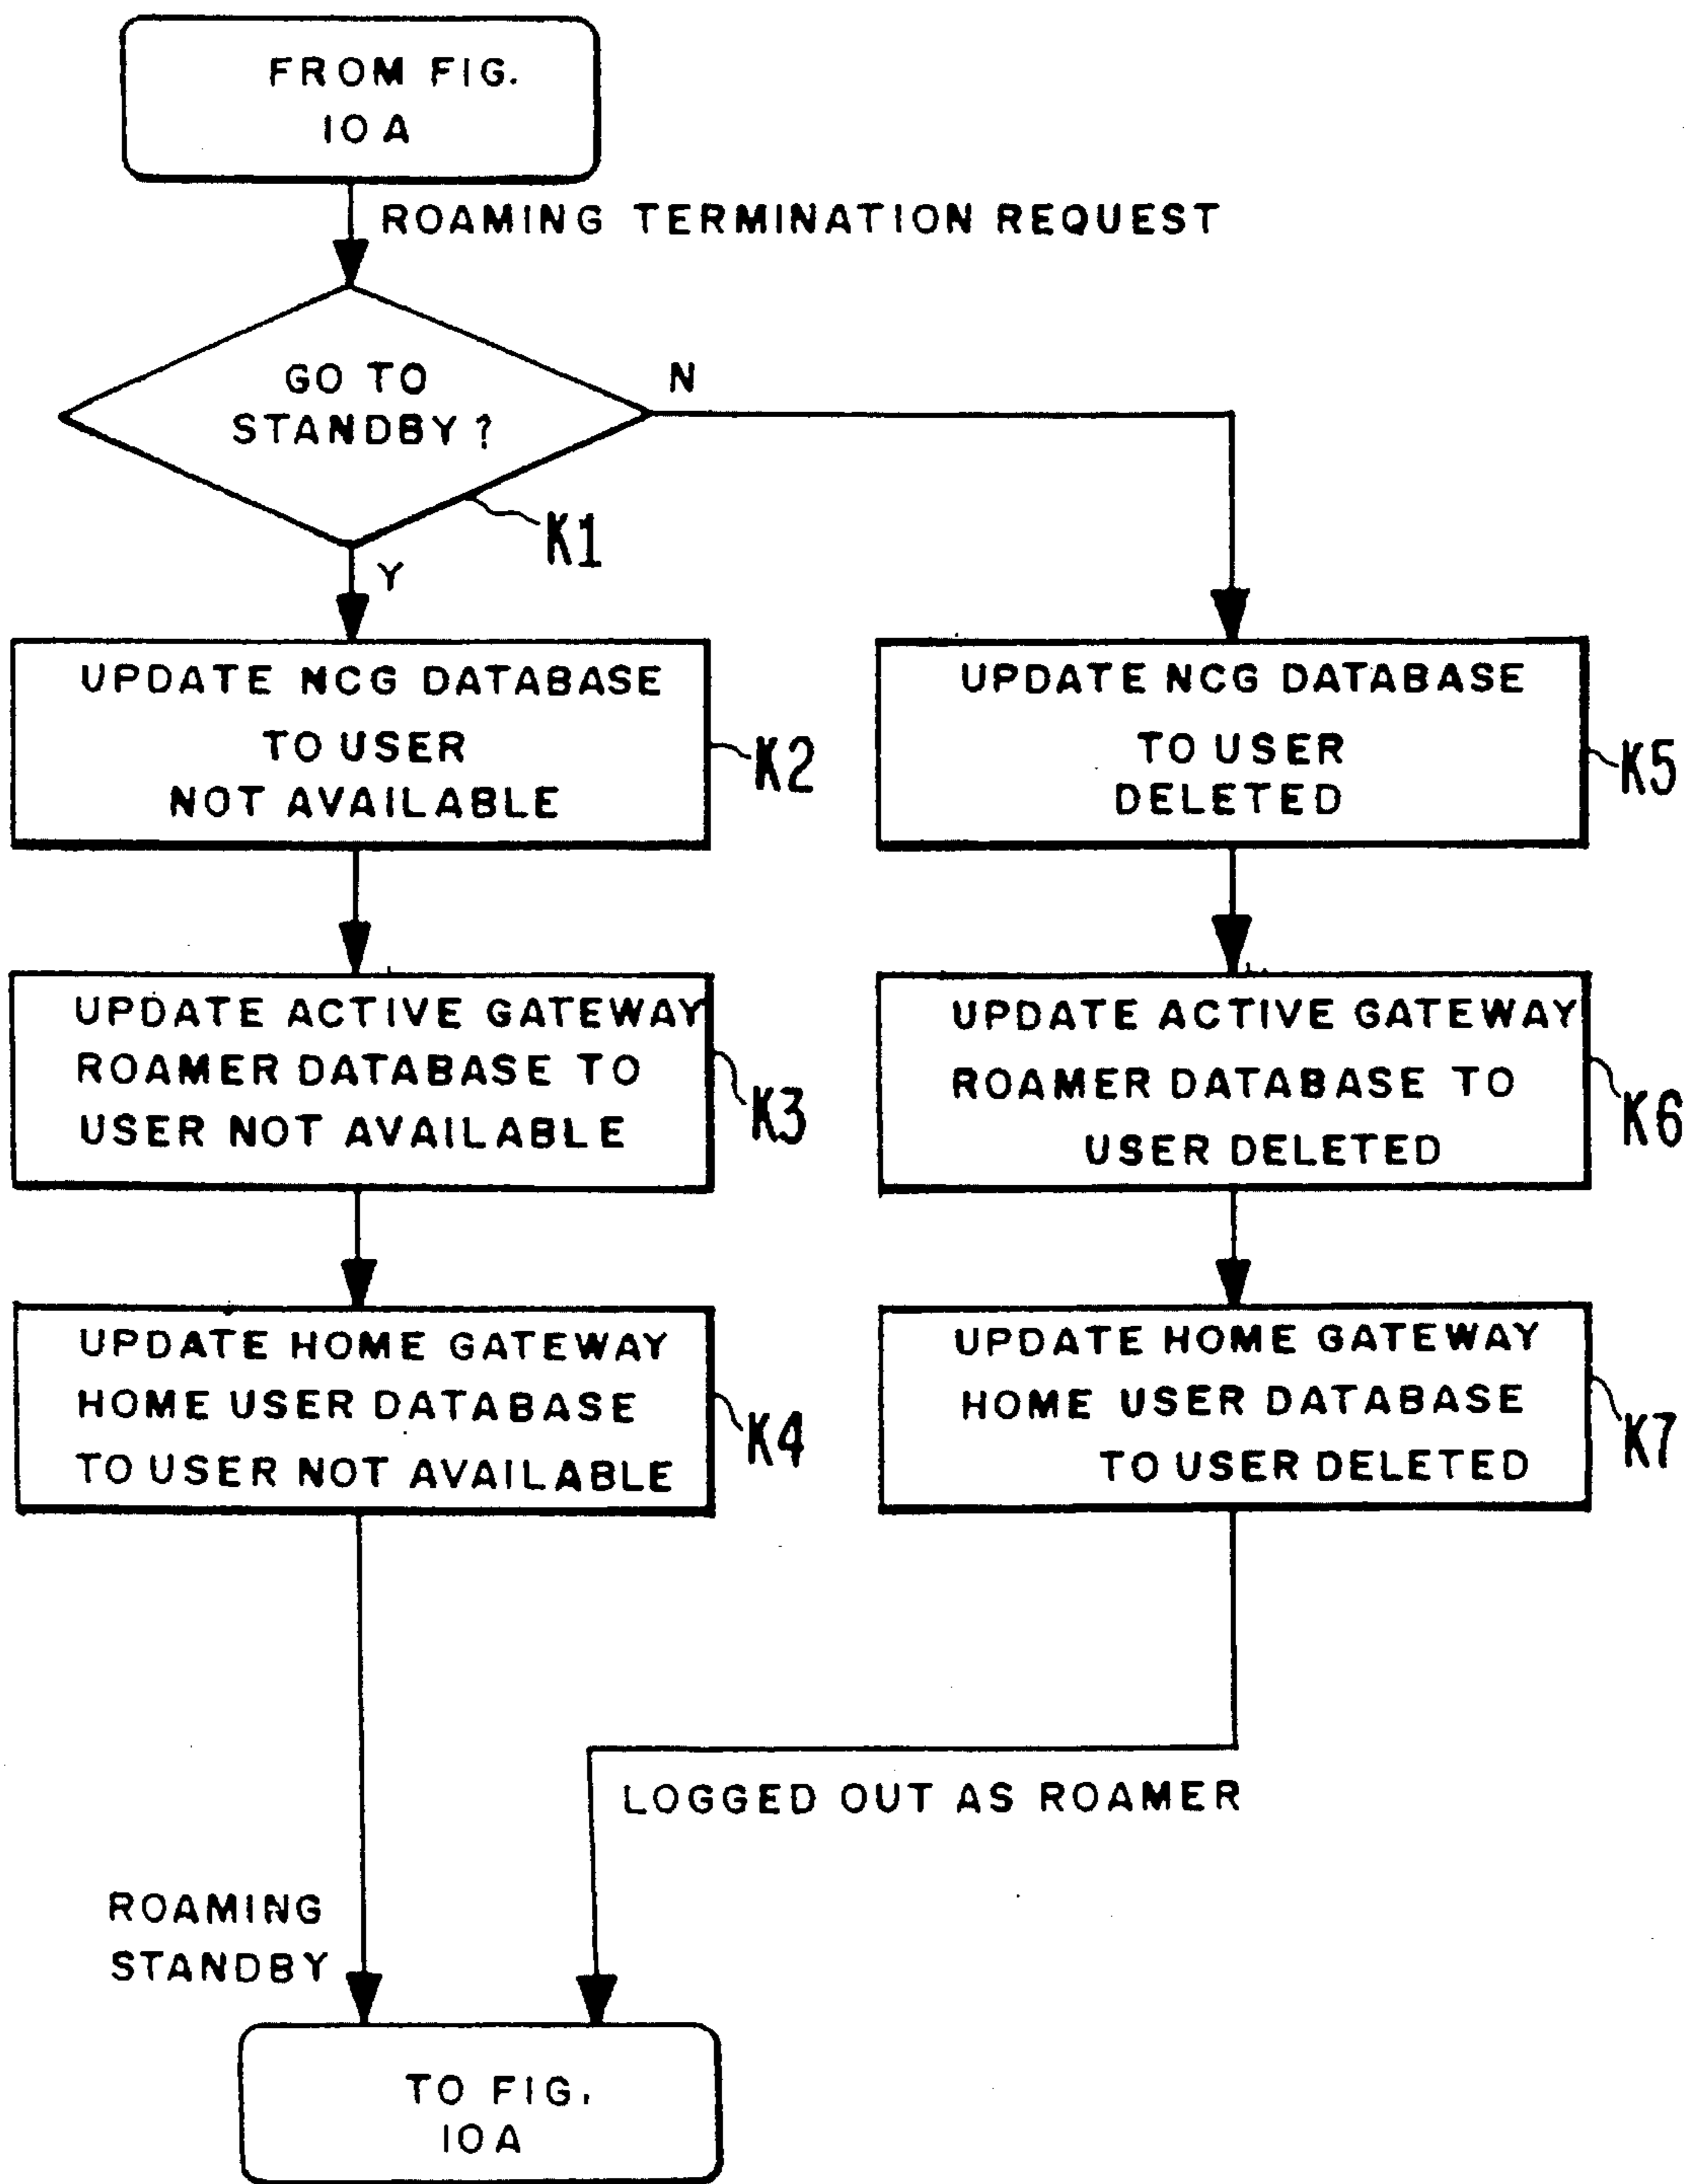 FROM FIG.
10 A
ROAMING TERMINATION REQUEST
GO TO
STANDBY ?
N
K1
Y
UPDATE NCG DATABASE
TO USER
NOT AVAILABLE
K2
UPDATE NCG DATABASE
TO USER
DELETED
K5
UPDATE ACTIVE GATEWAY
ROAMER DATABASE TO
USER NOT AVAILABLE
K3
UPDATE ACTIVE GATEWAY
ROAMER DATABASE TO
USER DELETED
K6
UPDATE HOME GATEWAY
HOME USER DATABASE
TO USER NOT AVAILABLE
K4
UPDATE HOME GATEWAY
HOME USER DATABASE
TO USER DELETED
K7
LOGGED OUT AS ROAMER
ROAMING
STANDBY
TO FIG.
10 A